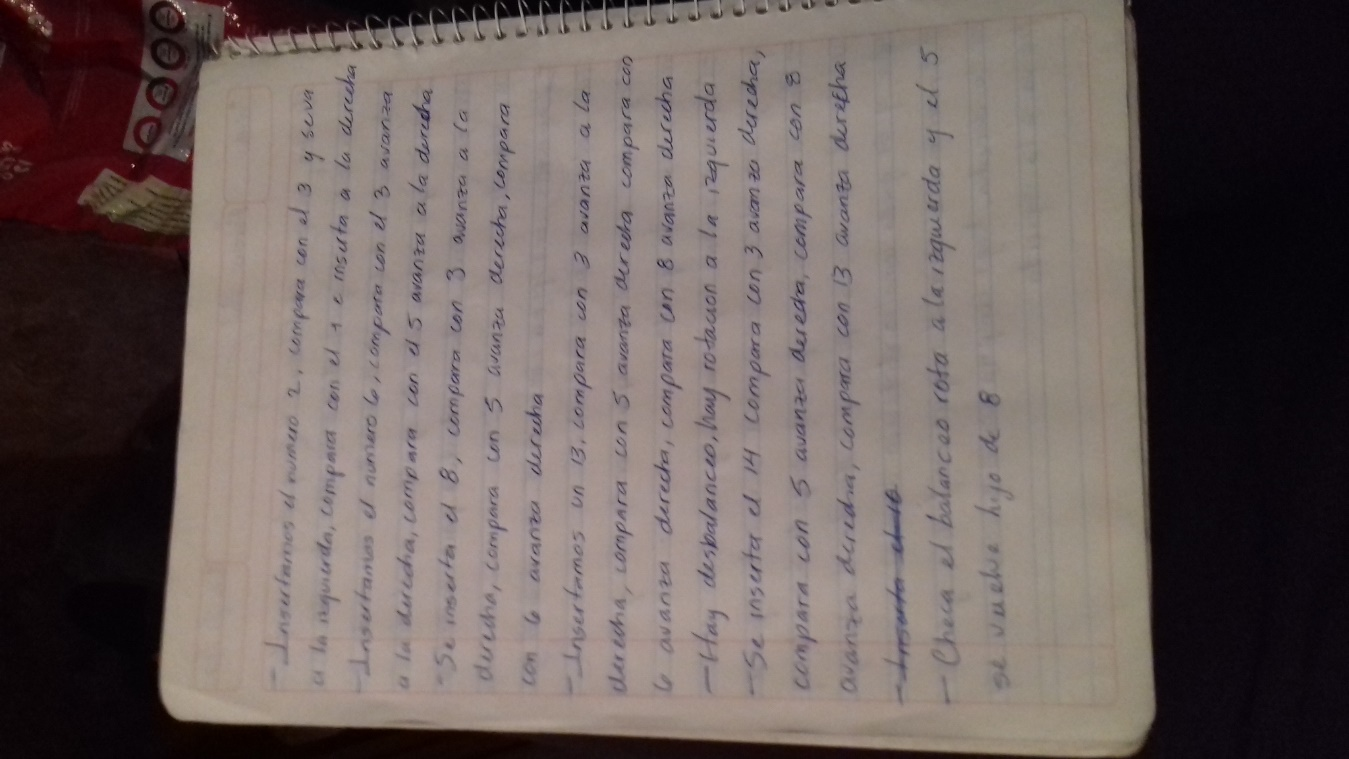 - Insertamos el numero 2, compara con el 3 y seva
a la izquierda, compara con el 1 e inserta a la derecha
- Insertamos el numero 6, compara con el 3 avanza
a la derecha, compara con el 5 avanza a la derecha
- Se inserta el 8, compara con 3 avanza a la
derecha, compara con 5 avanza derecha, compara
con 6 avanza derecha
- Insertamos un 13, compara con 3 avanza a la
derecha, compara con 5 avanza derecha compara con
6 avanza derecha, compara con 8 avanza derecha
- Hay desbalanceo, hay rotacion a la izquierda
- Se inserta el 14 compara con 3 avanza derecha,
compara con 5 avanza derecha, compara con 8
avanza derecha, compara con 13 avanza derecha
- Checa el balanceo rota a la izquierda y el 5
se vuelve hijo de 8